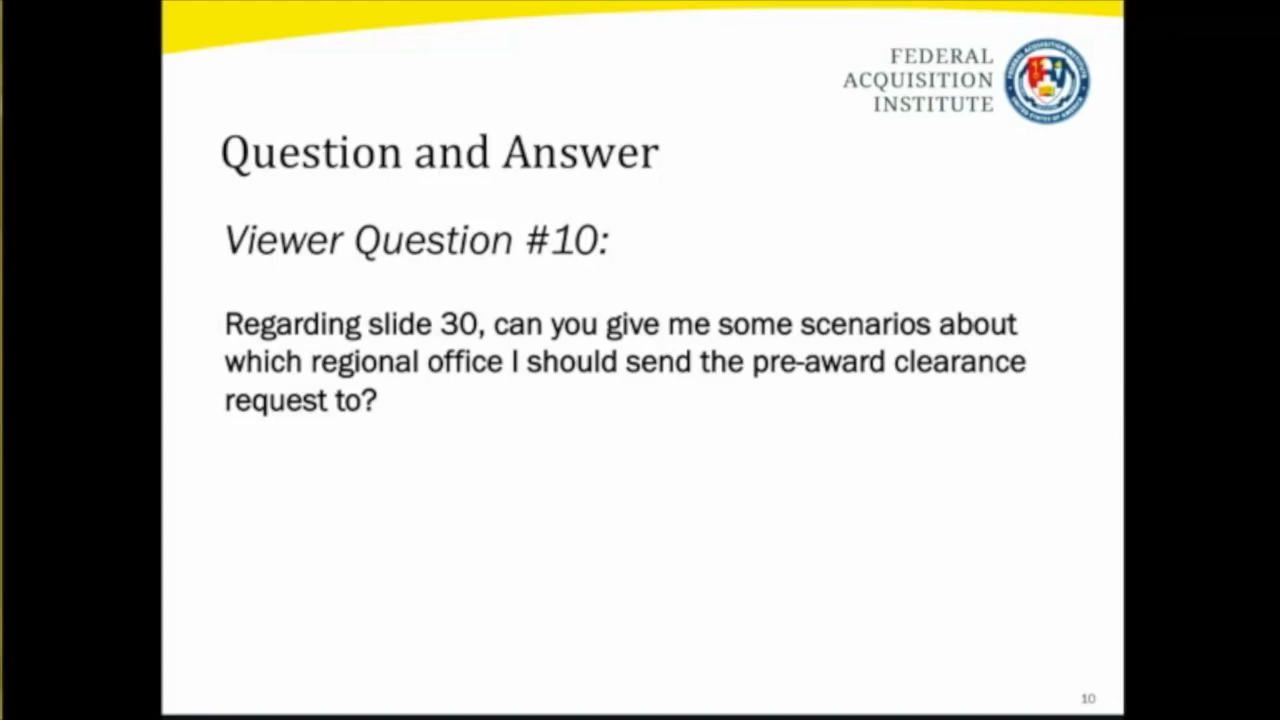 FEDERAL
ACQUISITION
INSTITUTE
Question and Answer
Viewer Question #10:
Regarding slide 30, can you give me some scenarios about
which regional office I should send the pre-award clearance
request to?
10